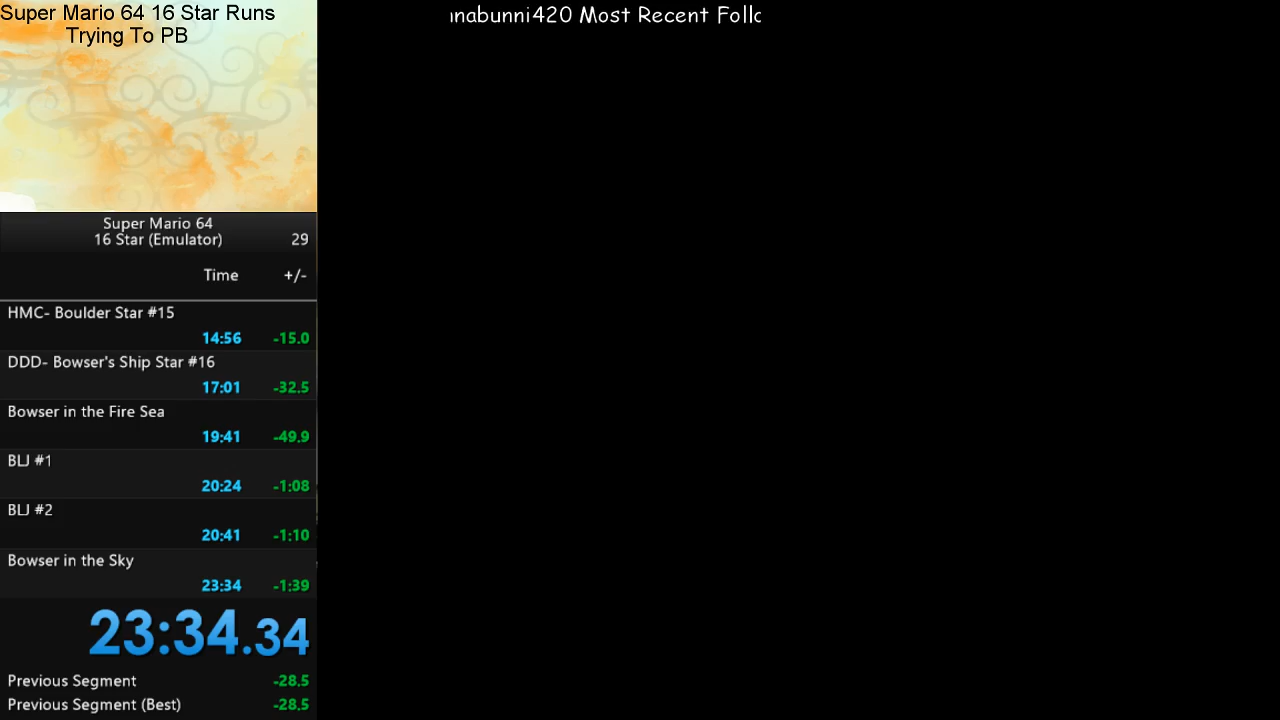 Super Mario 64 16 Star Runs
Trying To PB
Most Recent
Super Mario 64
16 Star (Emulator) 29
Time +/-
HMC- Boulder Star #15
14:56 -15.0
DDD- Bowser's Ship Star #16
17:01 -32.5
Bowser in the Fire Sea
19:41 -49.9
BLJ #1
20:24 -1:08
BLJ #2
20:41 -1:10
Bowser in the Sky
23:34 -1:39
23:34.34
Previous Segment -28.5
Previous Segment (Best) -28.5